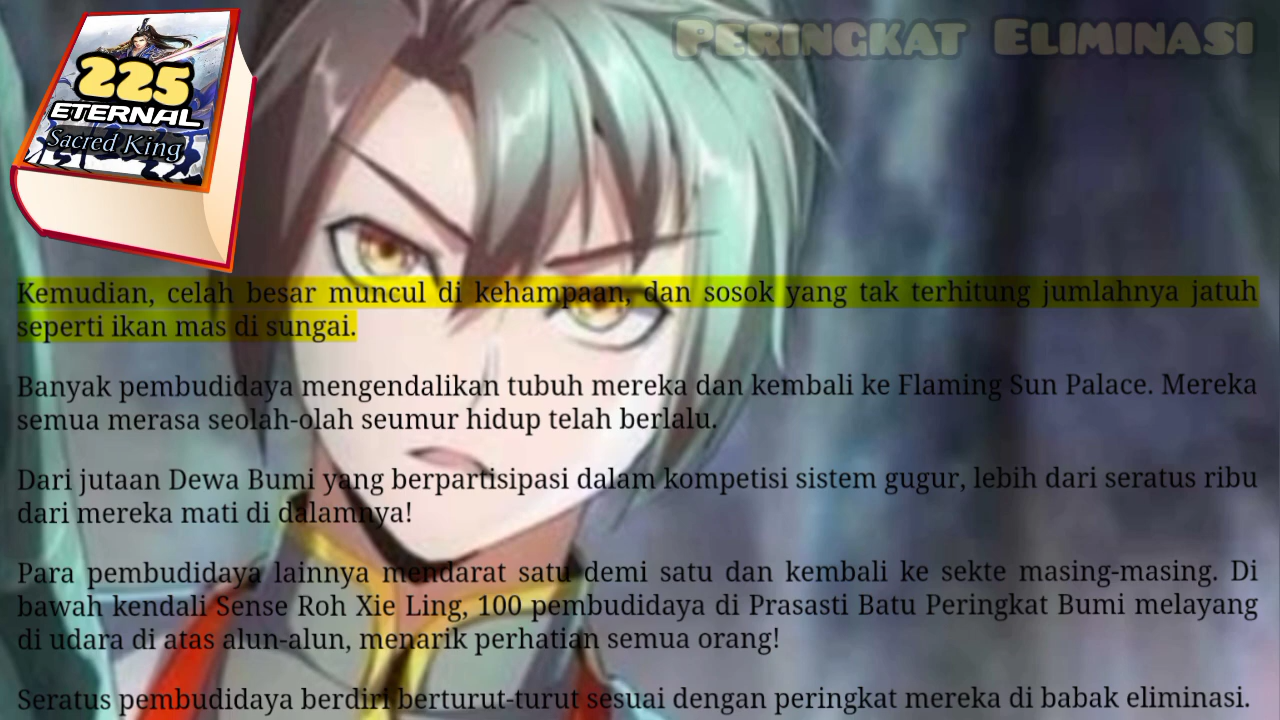 PERINGKAT ELIMINASI
225
ETERNAL
Sacred King
Kemudian, celah besar muncul di kehampaan, dan sosok yang tak terhitung jumlahnya jatuh
seperti ikan mas di sungai.
Banyak pembudidaya mengendalikan tubuh mereka dan kembali ke Flaming Sun Palace. Mereka
semua merasa seolah-olah seumur hidup telah berlalu.
Dari jutaan Dewa Bumi yang berpartisipasi dalam kompetisi sistem gugur, lebih dari seratus ribu
dari mereka mati di dalamnya!
Para pembudidaya lainnya mendarat satu demi satu dan kembali ke sekte masing-masing. Di
bawah kendali Sense Roh Xie Ling, 100 pembudidaya di Prasasti Batu Peringkat Bumi melayang
di udara di atas alun-alun, menarik perhatian semua orang!
Seratus pembudidaya berdiri berturut-turut sesuai dengan peringkat mereka di babak eliminasi.